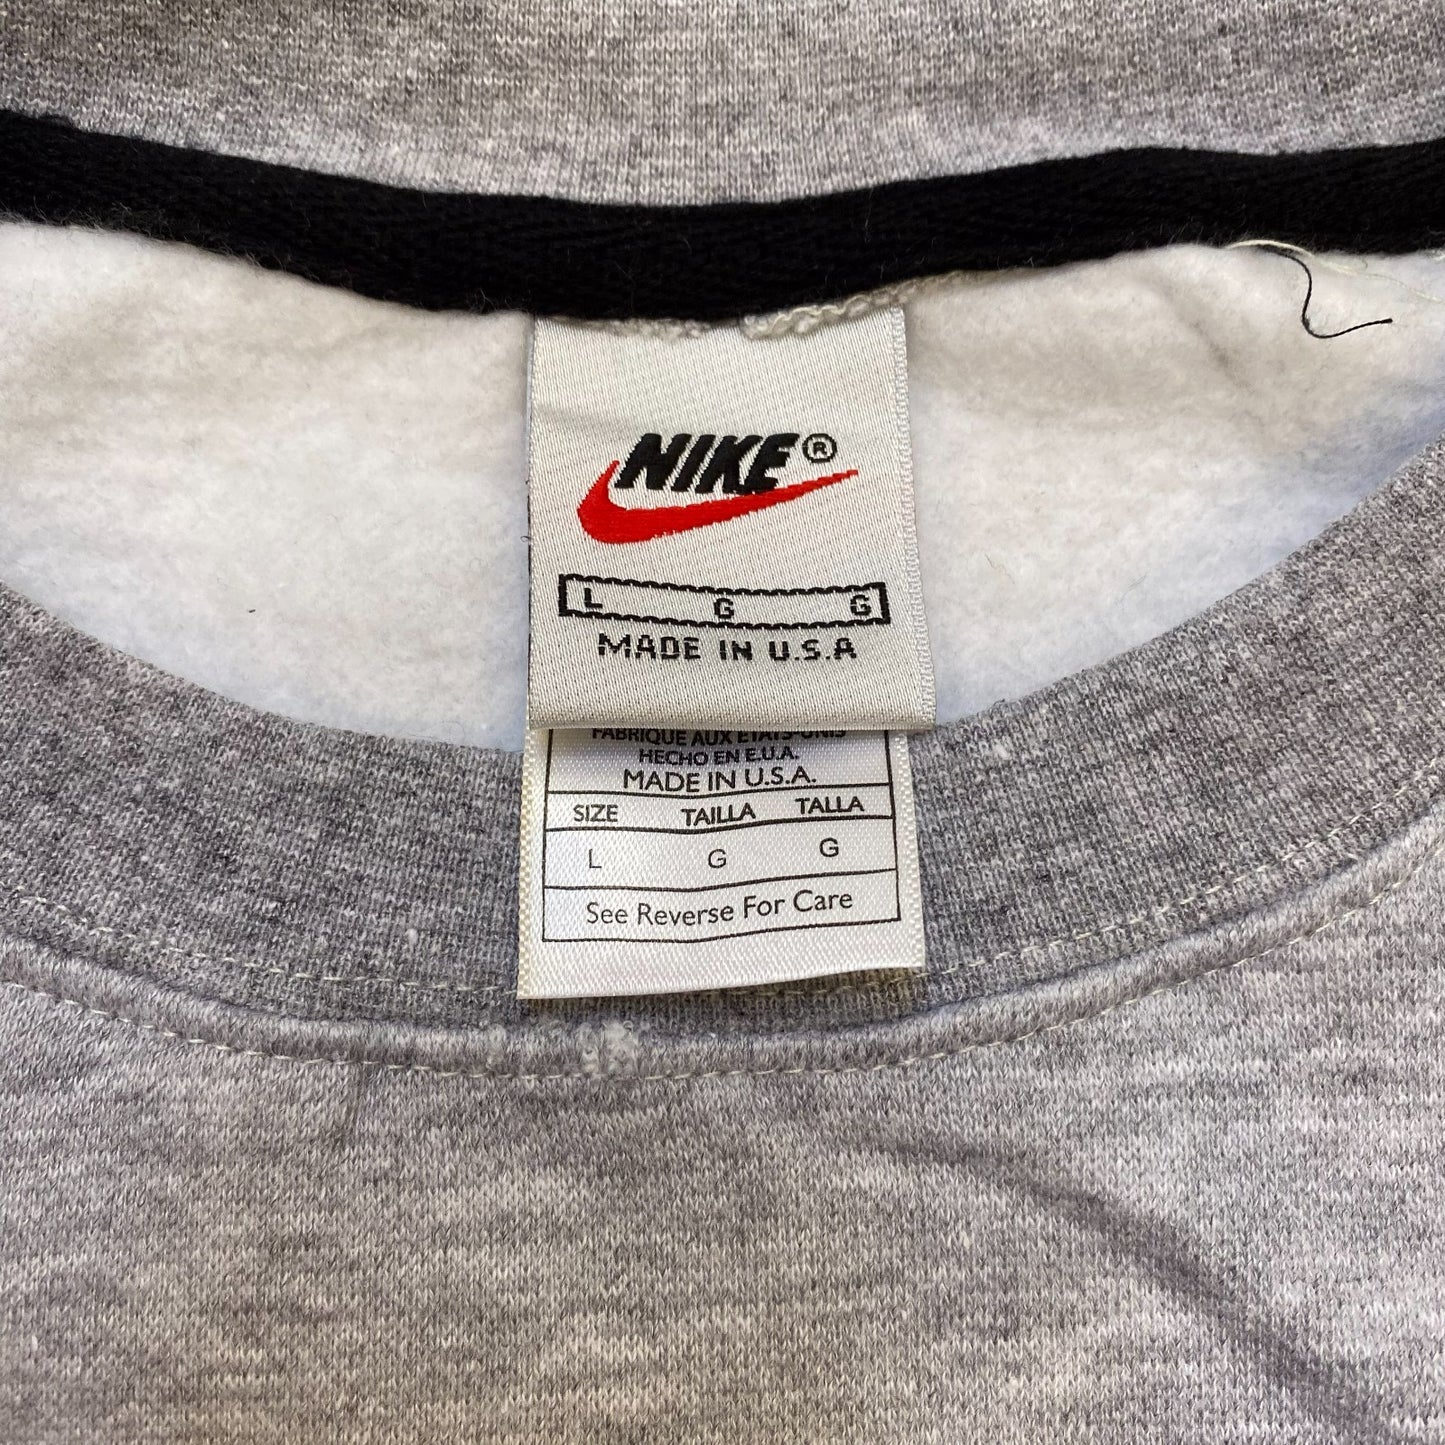 NIKE®
L G G
MADE IN U.S.A
FABRIQUE AUX ETATS-UNIS
HECHO EN E.U.A.
MADE IN U.S.A.
SIZE TAILLA TALLA
L G G
See Reverse For Care